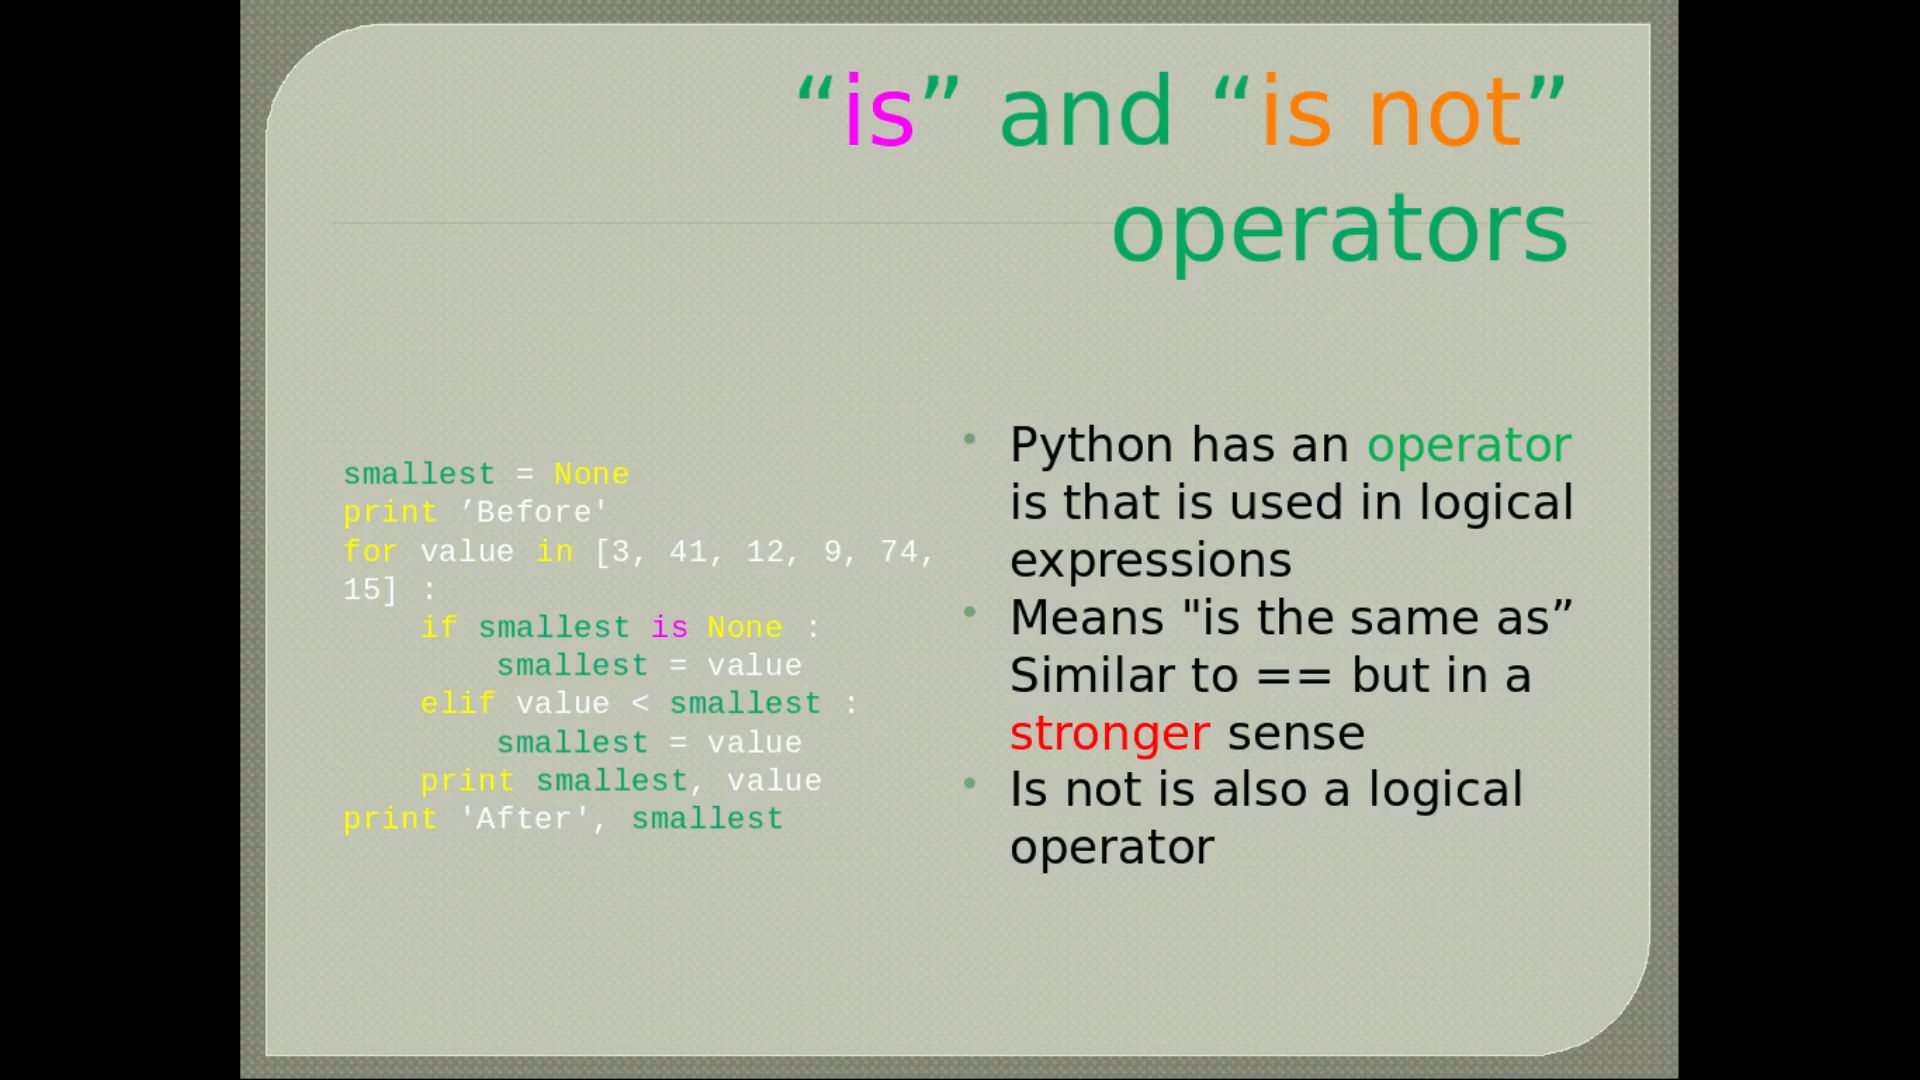 “is” and “is not”
operators
smallest = None
print ’Before'
for value in [3, 41, 12, 9, 74,
15] :
    if smallest is None :
        smallest = value
    elif value < smallest :
        smallest = value
    print smallest, value
print 'After', smallest
• Python has an operator
is that is used in logical
expressions
• Means "is the same as”
Similar to == but in a
stronger sense
• Is not is also a logical
operator